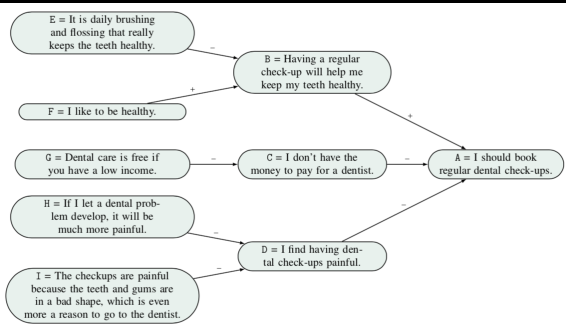 E = It is daily brushing
and flossing that really
keeps the teeth healthy.
–
B = Having a regular
check-up will help me
keep my teeth healthy.
+
F = I like to be healthy.
+
G = Dental care is free if
you have a low income.
–
C = I don't have the
money to pay for a dentist.
–
A = I should book
regular dental check-ups.
H = If I let a dental prob-
lem develop, it will be
much more painful.
–
–
D = I find having den-
tal check-ups painful.
–
I = The checkups are painful
because the teeth and gums are
in a bad shape, which is even
more a reason to go to the dentist.